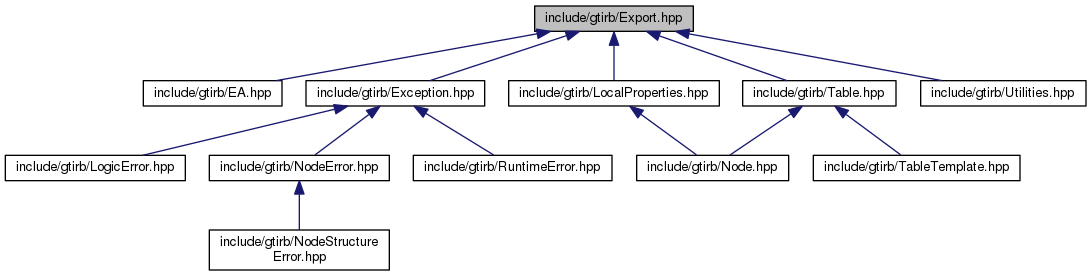 include/gtirb/Export.hpp
include/gtirb/EA.hpp
include/gtirb/Exception.hpp
include/gtirb/LocalProperties.hpp
include/gtirb/Table.hpp
include/gtirb/Utilities.hpp
include/gtirb/LogicError.hpp
include/gtirb/NodeError.hpp
include/gtirb/RuntimeError.hpp
include/gtirb/Node.hpp
include/gtirb/TableTemplate.hpp
include/gtirb/NodeStructure
Error.hpp